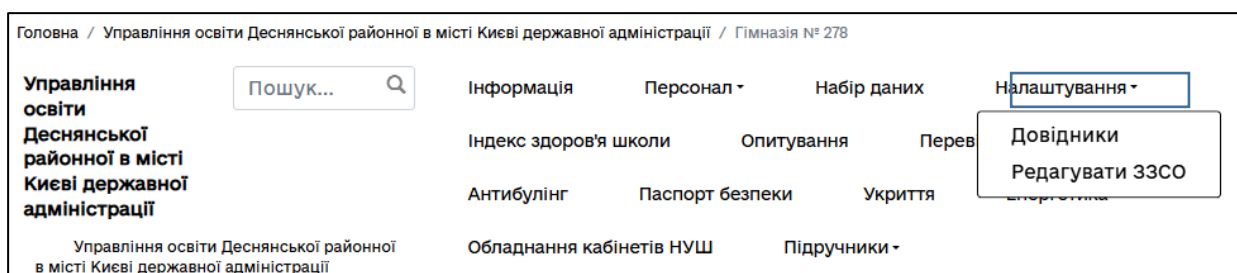 Головна / Управління освіти Деснянської районної в місті Києві державної адміністрації / Гімназія № 278
Управління
освіти
Деснянської
районної в місті
Києві державної
адміністрації
Управління освіти Деснянської районної
в місті Києві державної адміністрації
Пошук...
Інформація Персонал Набір даних Налаштування
Довідники
Редагувати ЗЗСО
Індекс здоров'я школи Опитування
Антибулінг Паспорт безпеки Укриття
Обладнання кабінетів НУШ Підручники